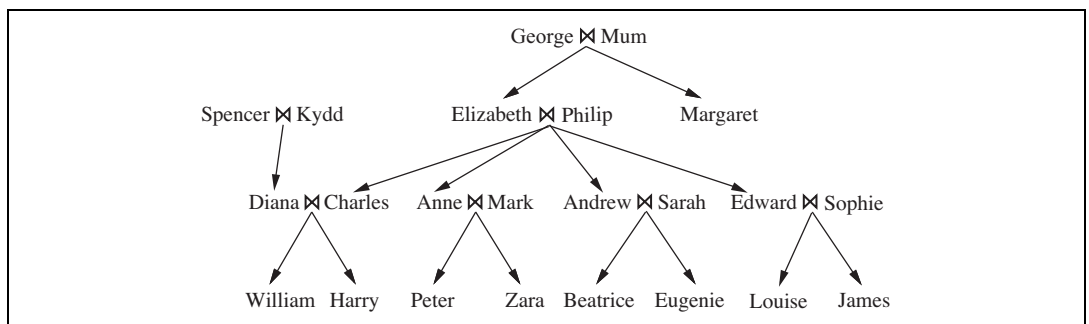 George ⋈ Mum
Spencer ⋈ Kydd Elizabeth ⋈ Philip Margaret
Diana ⋈ Charles Anne ⋈ Mark Andrew ⋈ Sarah Edward ⋈ Sophie
William Harry Peter Zara Beatrice Eugenie Louise James